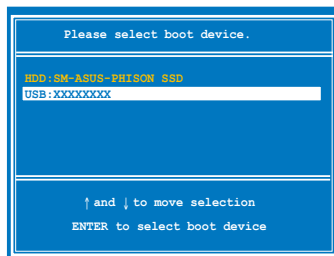 Please select boot device.
HDD:SM-ASUS-PHISON SSD
USB:XXXXXXXX
↑ and ↓ to move selection
ENTER to select boot device